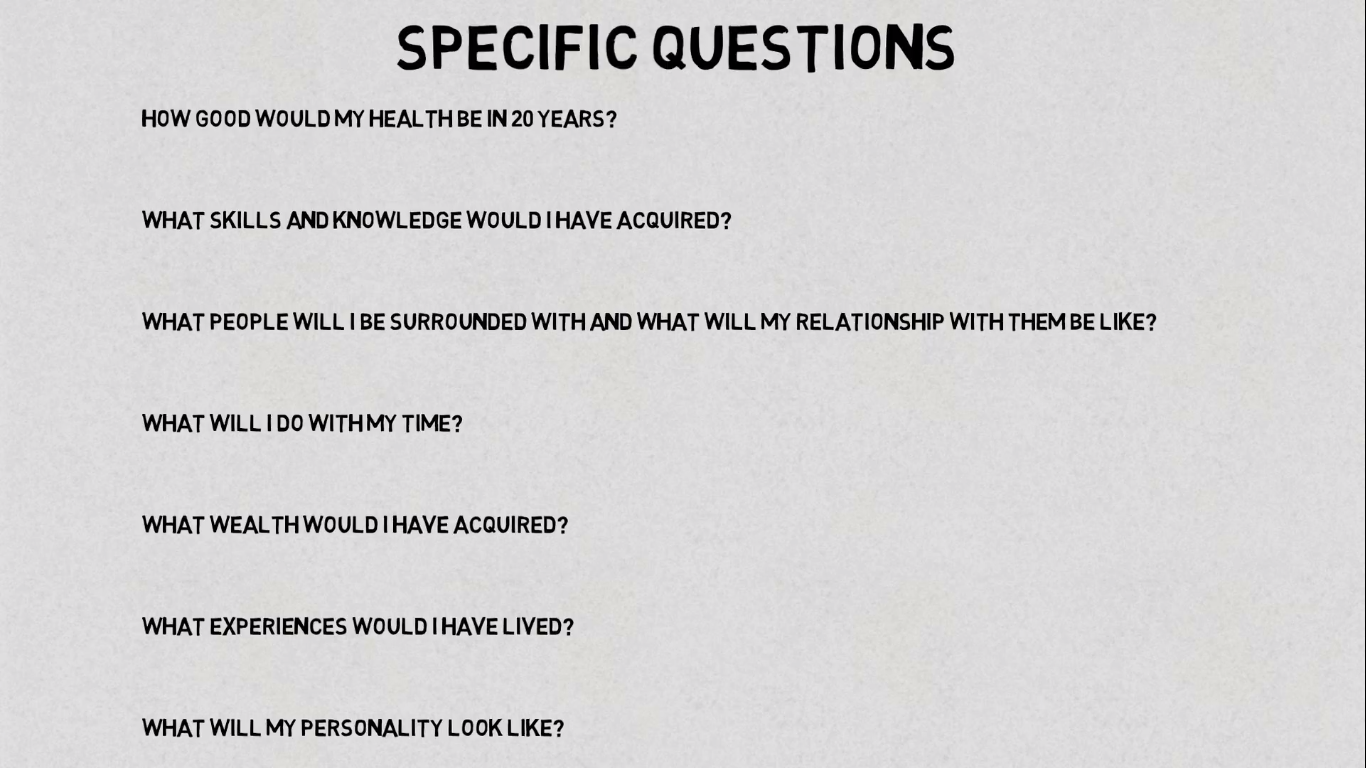 SPECIFIC QUESTIONS
HOW GOOD WOULD MY HEALTH BE IN 20 YEARS?
WHAT SKILLS AND KNOWLEDGE WOULD I HAVE ACQUIRED?
WHAT PEOPLE WILL I BE SURROUNDED WITH AND WHAT WILL MY RELATIONSHIP WITH THEM BE LIKE?
WHAT WILL I DO WITH MY TIME?
WHAT WEALTH WOULD I HAVE ACQUIRED?
WHAT EXPERIENCES WOULD I HAVE LIVED?
WHAT WILL MY PERSONALITY LOOK LIKE?